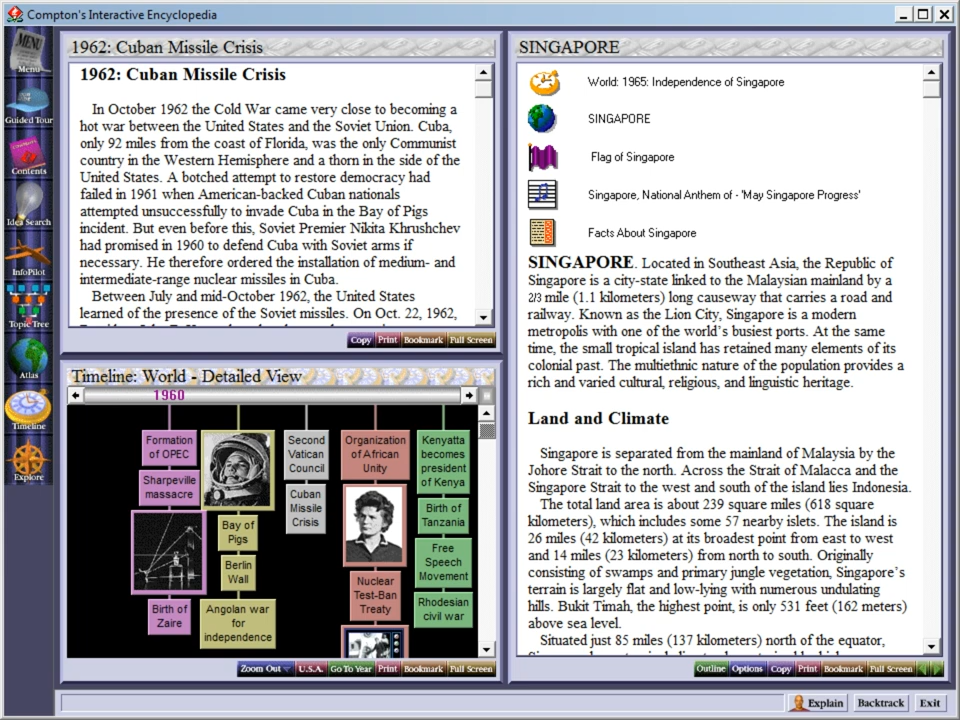 Compton's Interactive Encyclopedia
MENU
Menu
Guided Tour
Contents
Idea Search
InfoPilot
Topic Tree
Atlas
Timeline
Explore
1962: Cuban Missile Crisis
1962: Cuban Missile Crisis
In October 1962 the Cold War came very close to becoming a
hot war between the United States and the Soviet Union. Cuba,
only 92 miles from the coast of Florida, was the only Communist
country in the Western Hemisphere and a thorn in the side of the
United States. A botched attempt to restore democracy had
failed in 1961 when American-backed Cuban nationals
attempted unsuccessfully to invade Cuba in the Bay of Pigs
incident. But even before this, Soviet Premier Nikita Khrushchev
had promised in 1960 to defend Cuba with Soviet arms if
necessary. He therefore ordered the installation of medium- and
intermediate-range nuclear missiles in Cuba.
Between July and mid-October 1962, the United States
learned of the presence of the Soviet missiles. On Oct. 22, 1962,
Copy Print Bookmark Full Screen
Timeline: World - Detailed View
1960
Formation
of OPEC
Sharpeville
massacre
Birth of
Zaire
Bay of
Pigs
Berlin
Wall
Angolan war
for
independence
Second
Vatican
Council
Cuban
Missile
Crisis
Organization
of African
Unity
Nuclear
Test-Ban
Treaty
Kenyatta
becomes
president
of Kenya
Birth of
Tanzania
Free
Speech
Movement
Rhodesian
civil war
Zoom Out U.S.A. Go To Year Print Bookmark Full Screen
SINGAPORE
World: 1965: Independence of Singapore
SINGAPORE
Flag of Singapore
Singapore, National Anthem of - 'May Singapore Progress'
Facts About Singapore
SINGAPORE. Located in Southeast Asia, the Republic of
Singapore is a city-state linked to the Malaysian mainland by a
2/3 mile (1.1 kilometers) long causeway that carries a road and
railway. Known as the Lion City, Singapore is a modern
metropolis with one of the world's busiest ports. At the same
time, the small tropical island has retained many elements of its
colonial past. The multiethnic nature of the population provides a
rich and varied cultural, religious, and linguistic heritage.
Land and Climate
Singapore is separated from the mainland of Malaysia by the
Johore Strait to the north. Across the Strait of Malacca and the
Singapore Strait to the west and south of the island lies Indonesia.
The total land area is about 239 square miles (618 square
kilometers), which includes some 57 nearby islets. The island is
26 miles (42 kilometers) at its broadest point from east to west
and 14 miles (23 kilometers) from north to south. Originally
consisting of swamps and primary jungle vegetation, Singapore's
terrain is largely flat and low-lying with numerous undulating
hills. Bukit Timah, the highest point, is only 531 feet (162 meters)
above sea level.
Situated just 85 miles (137 kilometers) north of the equator,
Outline Options Copy Print Bookmark Full Screen
Explain Backtrack Exit